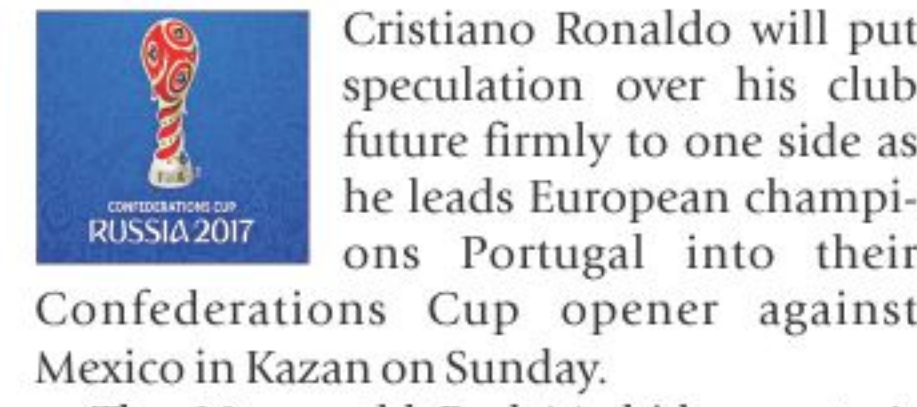 FIFA
CONFEDERATIONS CUP
RUSSIA 2017
Cristiano Ronaldo will put
speculation over his club
future firmly to one side as
he leads European champi-
ons Portugal into their
Confederations Cup opener against
Mexico in Kazan on Sunday.